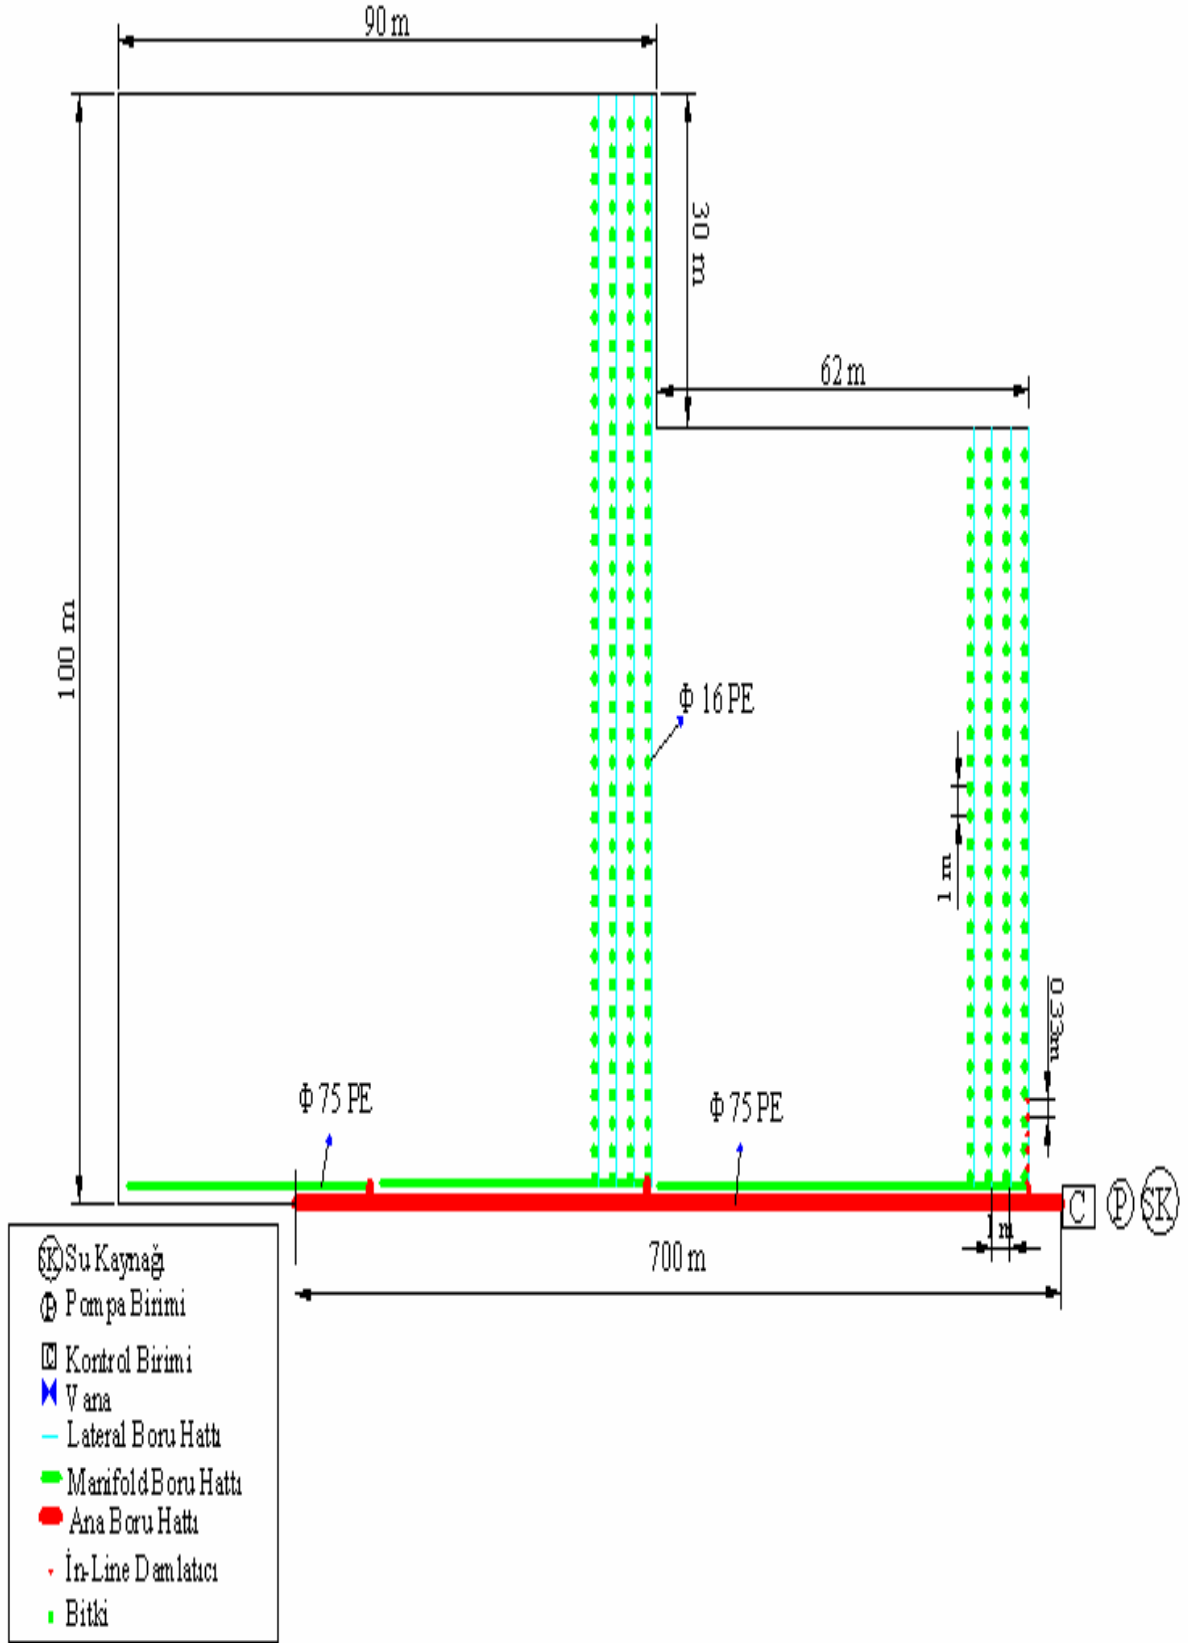 90 m
30 m
62 m
100 m
Φ 16 PE
1 m
0.33m
Φ 75 PE
Φ 75 PE
C P SK
1 m
700 m
SK Su Kaynağı
P Pompa Birimi
C Kontrol Birimi
Vana
Lateral Boru Hattı
Manifold Boru Hattı
Ana Boru Hattı
İn-Line Damlatıcı
Bitki